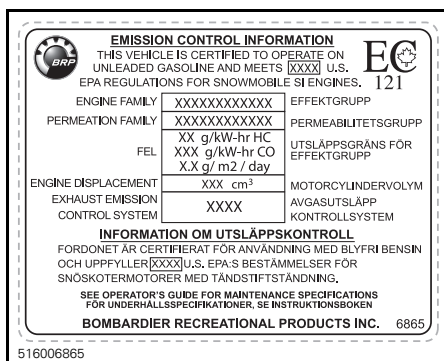 EMISSION CONTROL INFORMATION
THIS VEHICLE IS CERTIFIED TO OPERATE ON
UNLEADED GASOLINE AND MEETS XXXX U.S.
EPA REGULATIONS FOR SNOWMOBILE SI ENGINES.
BRP
EC
121
ENGINE FAMILY XXXXXXXXXXXX EFFEKTGRUPP
PERMEATION FAMILY XXXXXXXXXXXX PERMEABILITETSGRUPP
FEL
XX g/kW-hr HC
XXX g/kW-hr CO
X.X g/ m2 / day
UTSLÄPPSGRÄNS FÖR
EFFEKTGRUPP
ENGINE DISPLACEMENT XXX cm³ MOTORCYLINDERVOLYM
EXHAUST EMISSION
CONTROL SYSTEM
XXXX
AVGASUTSLÄPP
KONTROLLSYSTEM
INFORMATION OM UTSLÄPPSKONTROLL
FORDONET ÄR CERTIFIERAT FÖR ANVÄNDNING MED BLYFRI BENSIN
OCH UPPFYLLER XXXX U.S. EPA:S BESTÄMMELSER FÖR
SNÖSKOTERMOTORER MED TÄNDSTIFTSTÄNDNING.
SEE OPERATOR'S GUIDE FOR MAINTENANCE SPECIFICATIONS
FÖR UNDERHÅLLSSPECIFIKATIONER, SE INSTRUKTIONSBOKEN
BOMBARDIER RECREATIONAL PRODUCTS INC. 6865
516006865